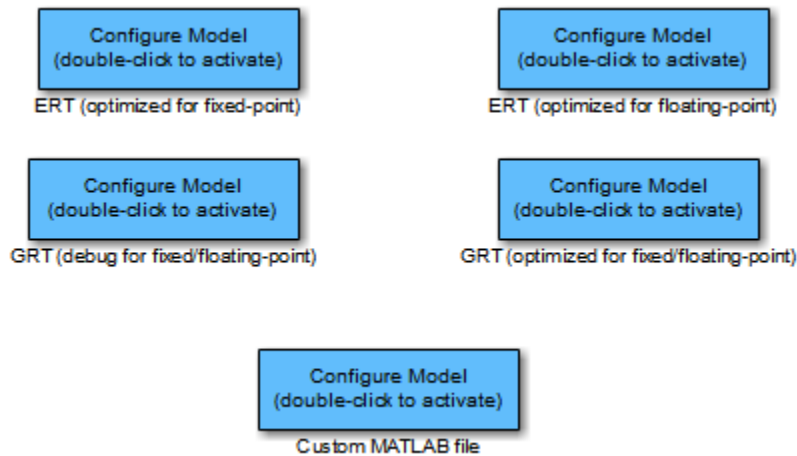 Configure Model
(double-click to activate)
ERT (optimized for fixed-point)
Configure Model
(double-click to activate)
ERT (optimized for floating-point)
Configure Model
(double-click to activate)
GRT (debug for fixed/floating-point)
Configure Model
(double-click to activate)
GRT (optimized for fixed/floating-point)
Configure Model
(double-click to activate)
Custom MATLAB file